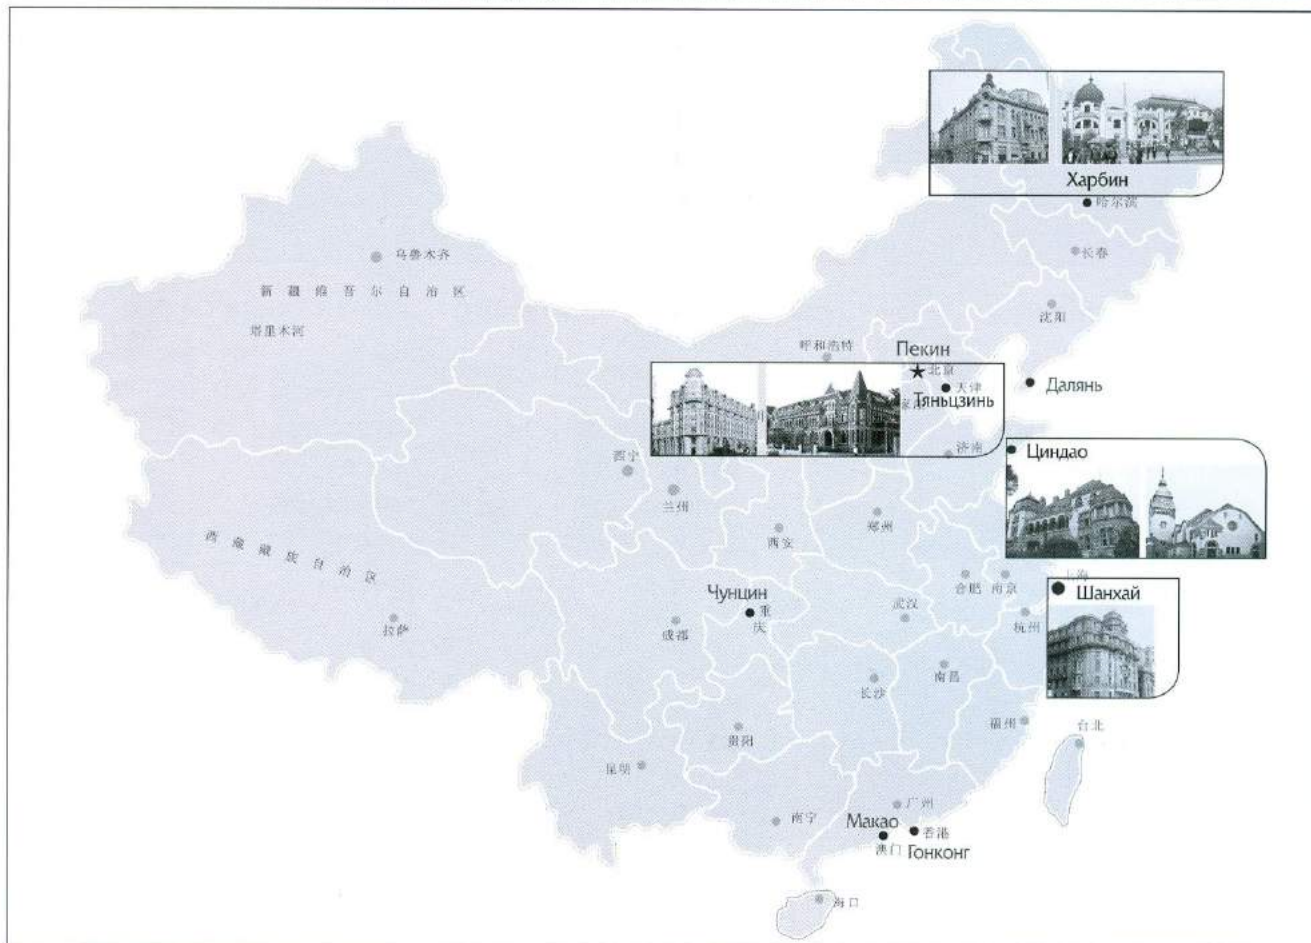 Харбин
哈尔滨
长春
乌鲁木齐
新疆维吾尔自治区
沈阳
塔里木河
呼和浩特
Пекин
北京
Далянь
天津
Тяньцзинь
Циндао
济南
西宁
兰州
郑州
西安
西藏藏族自治区
合肥
南京
上海
Шанхай
Чунцин
重庆
武汉
杭州
拉萨
成都
南昌
长沙
福州
台北
贵阳
昆明
广州
南宁
Макао
香港
澳门
Гонконг
海口